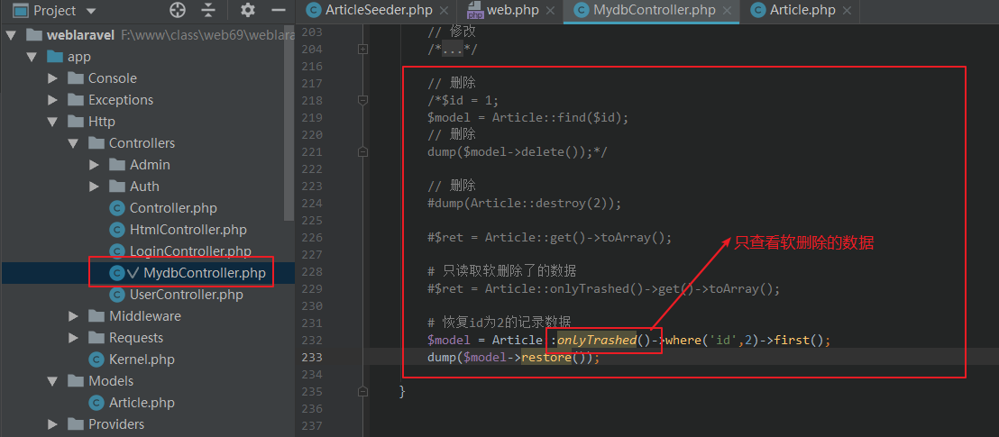 Project
ArticleSeeder.php
web.php
MydbController.php
Article.php
weblaravel F:\www\class\web69\weblara
app
Console
Exceptions
Http
Controllers
Admin
Auth
Controller.php
HtmlController.php
LoginController.php
MydbController.php
UserController.php
Middleware
Requests
Kernel.php
Models
Article.php
Providers
203 // 修改
204 /*...*/
216
217 // 删除
218 /*$id = 1;
219 $model = Article::find($id);
220 // 删除
221 dump($model->delete());*/
222
223 // 删除
224 #dump(Article::destroy(2));
225
226 #$ret = Article::get()->toArray();
227
228 # 只读取软删除了的数据
229 #$ret = Article::onlyTrashed()->get()->toArray();
230
231 # 恢复id为2的记录数据
232 $model = Article::onlyTrashed()->where('id',2)->first();
233 dump($model->restore());
234
235 }
236
237
只查看软删除的数据